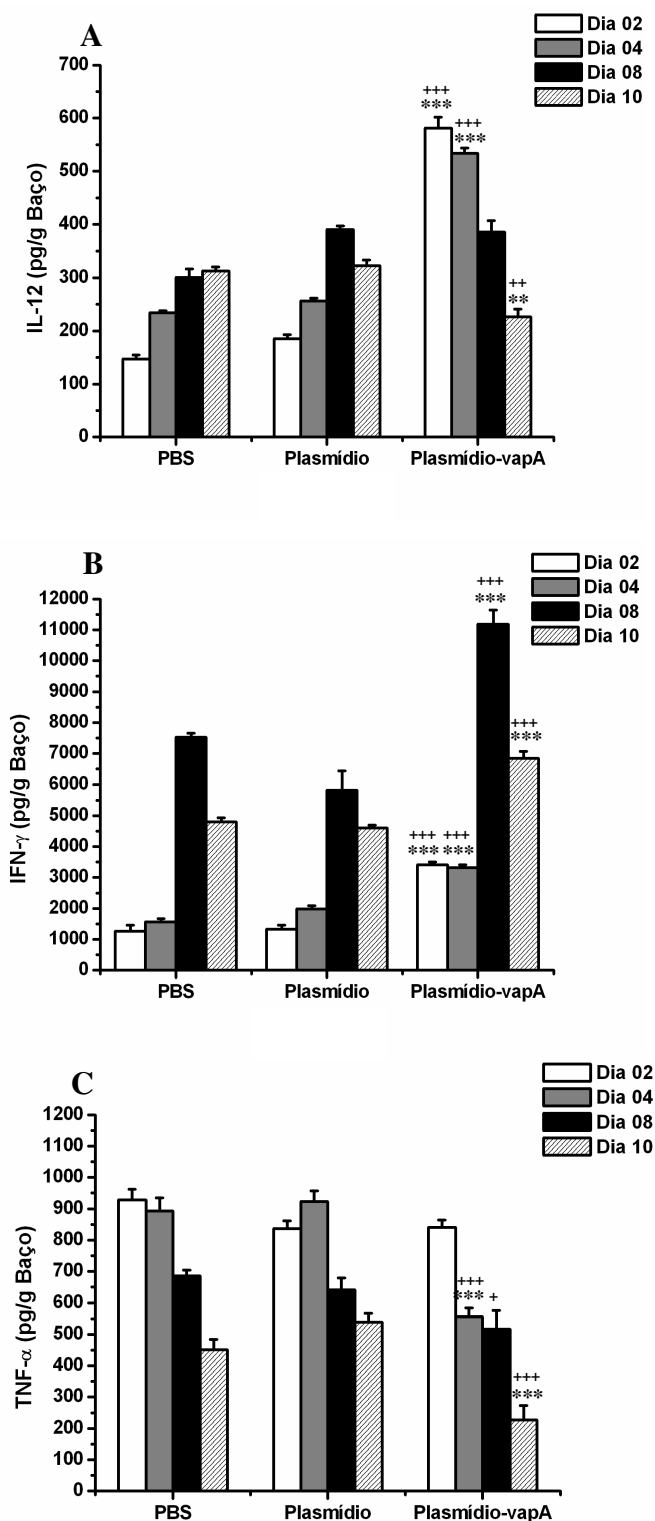 A
Dia 02
Dia 04
Dia 08
Dia 10
IL-12 (pg/g Baço)
700
600
500
400
300
200
100
0
+++
***
+++
***
++
**
PBS Plasmídio Plasmídio-vapA
B
Dia 02
Dia 04
Dia 08
Dia 10
IFN-γ (pg/g Baço)
12000
11000
10000
9000
8000
7000
6000
5000
4000
3000
2000
1000
0
+++
***
+++
***
+++ +++
*** ***
PBS Plasmídio Plasmídio-vapA
C
Dia 02
Dia 04
Dia 08
Dia 10
TNF-α (pg/g Baço)
1200
1100
1000
900
800
700
600
500
400
300
200
100
0
+++
*** +
+++
***
PBS Plasmídio Plasmídio-vapA